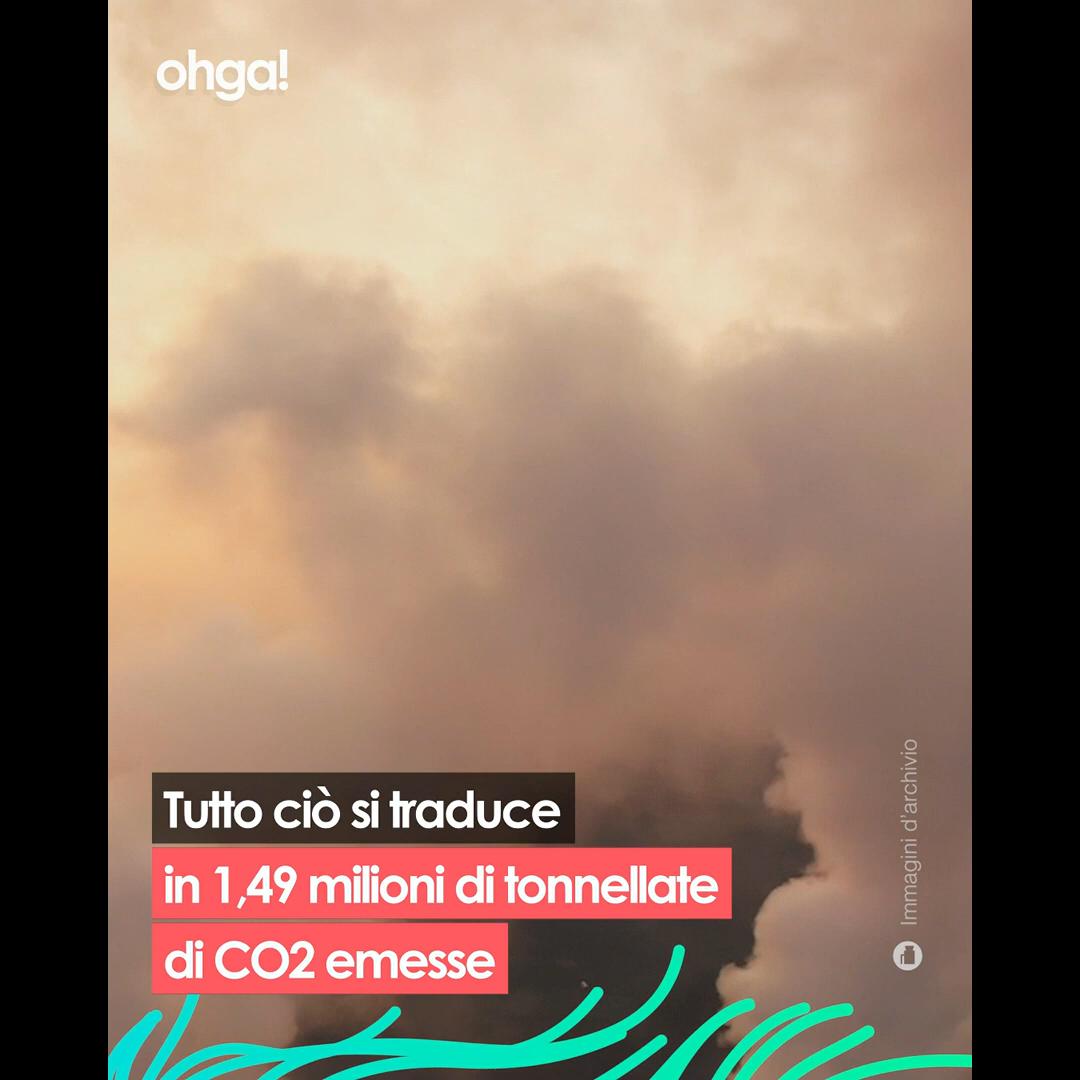 ohga!
Tutto ciò si traduce
in 1,49 milioni di tonnellate
di CO2 emesse
Immagini d'archivio